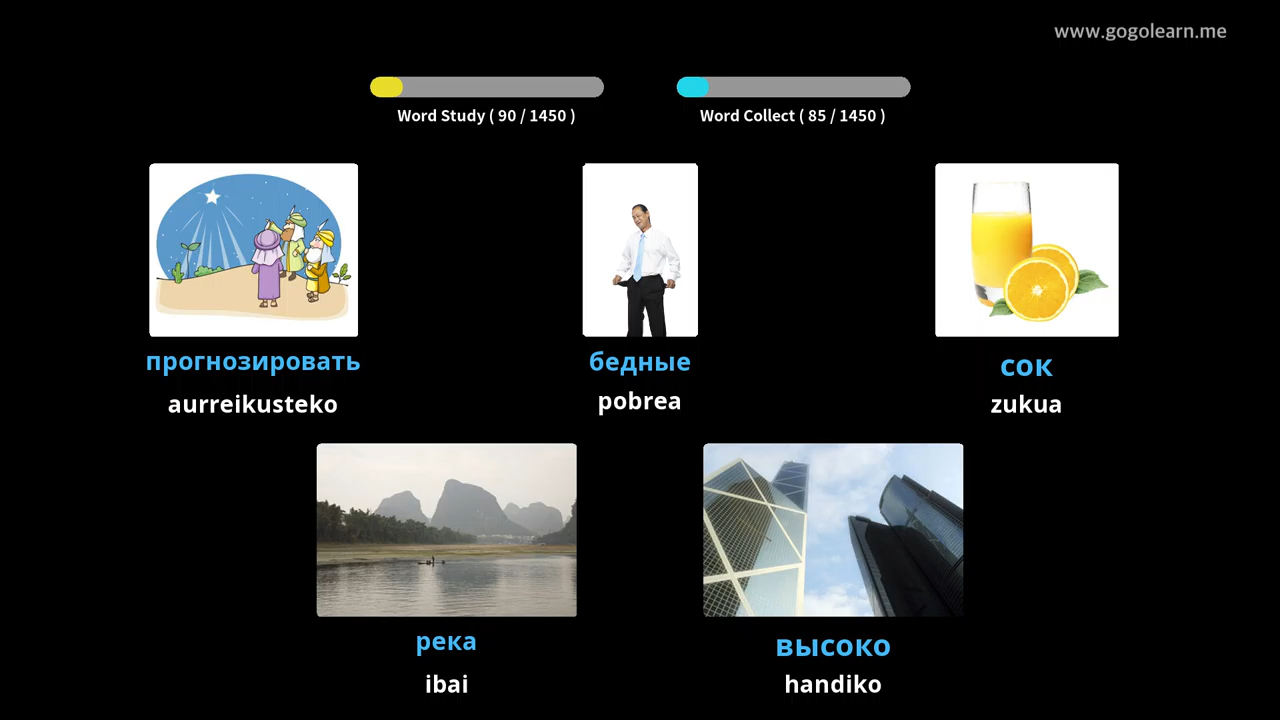 www.gogolearn.me
Word Study ( 90 / 1450 )
Word Collect ( 85 / 1450 )
прогнозировать
aurreikusteko
бедные
pobrea
сок
zukua
река
ibai
высоко
handiko